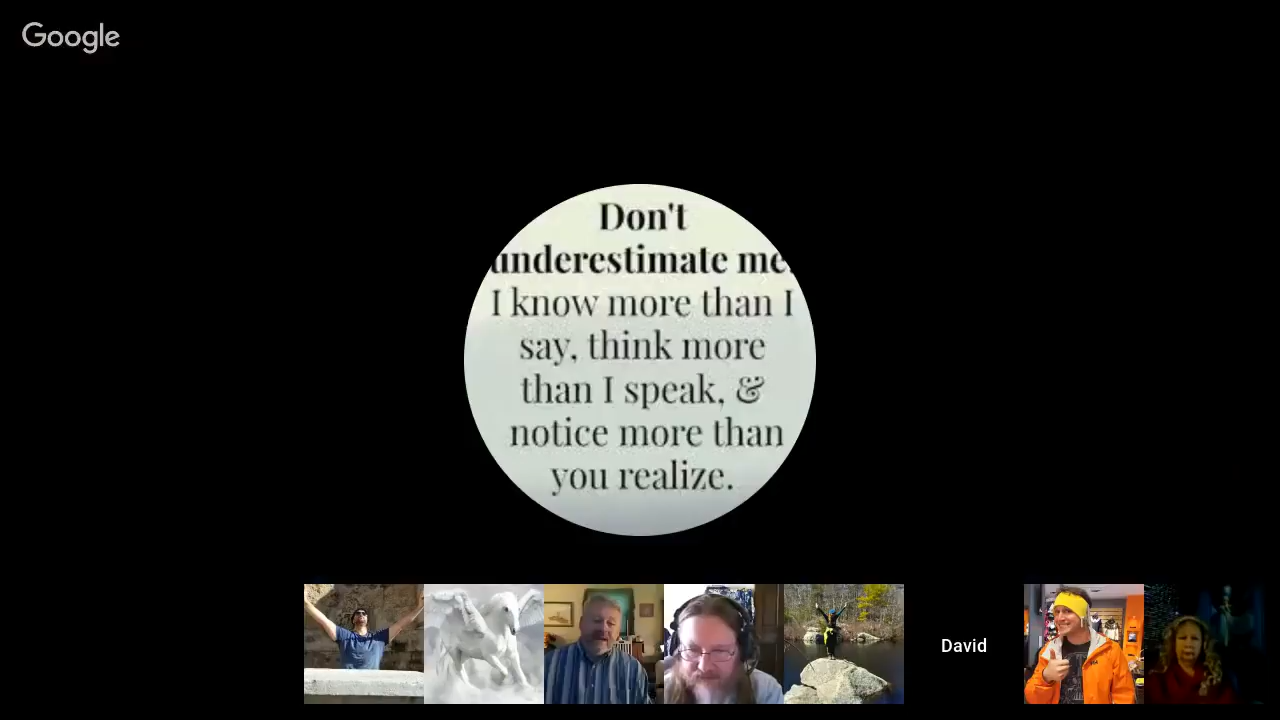 Google
Don't
underestimate me.
I know more than I
say, think more
than I speak, &
notice more than
you realize.
David